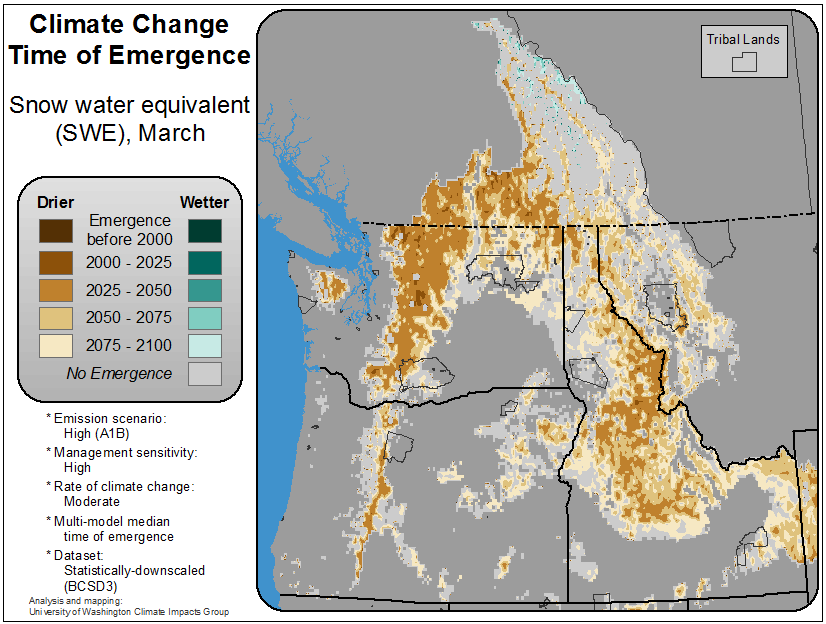 Climate Change
Time of Emergence
Snow water equivalent
(SWE), March
Tribal Lands
Drier
Wetter
Emergence
before 2000
2000 - 2025
2025 - 2050
2050 - 2075
2075 - 2100
No Emergence
* Emission scenario:
High (A1B)
* Management sensitivity:
High
* Rate of climate change:
Moderate
* Multi-model median
time of emergence
* Dataset:
Statistically-downscaled
(BCSD3)
Analysis and mapping:
University of Washington Climate Impacts Group